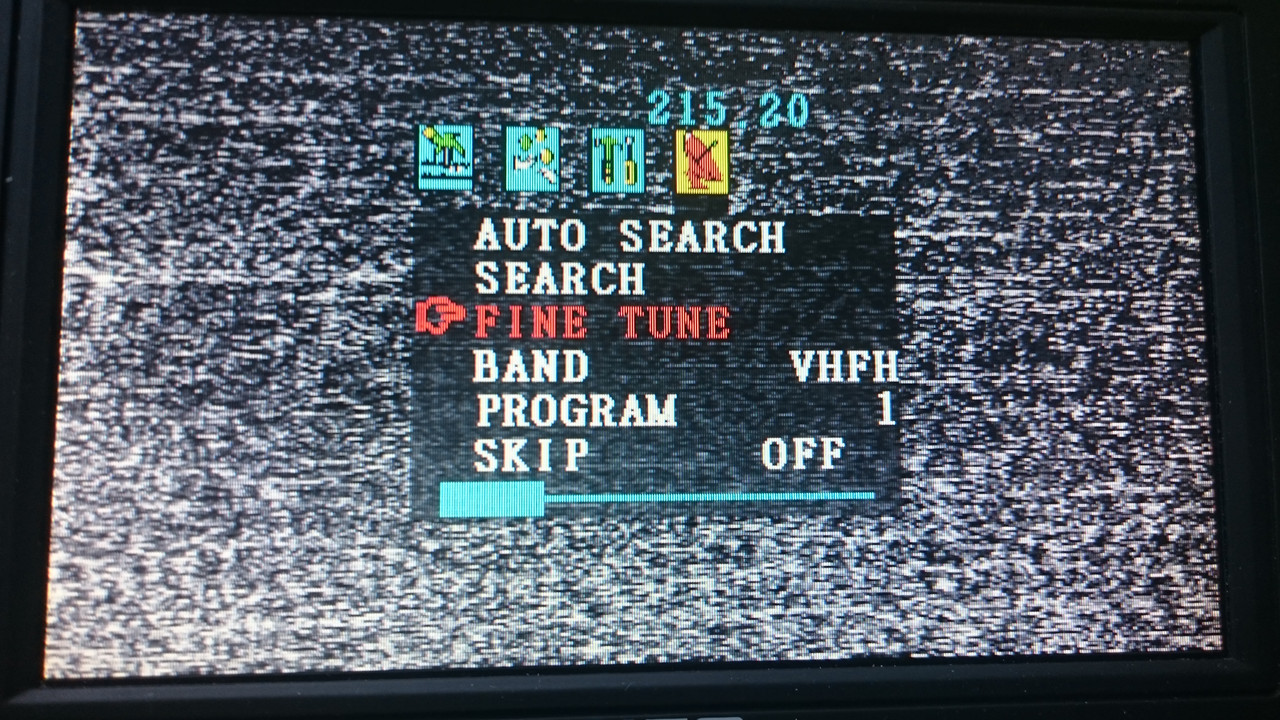 215,20
AUTO SEARCH
SEARCH
FINE TUNE
BAND VHFH
PROGRAM 1
SKIP OFF